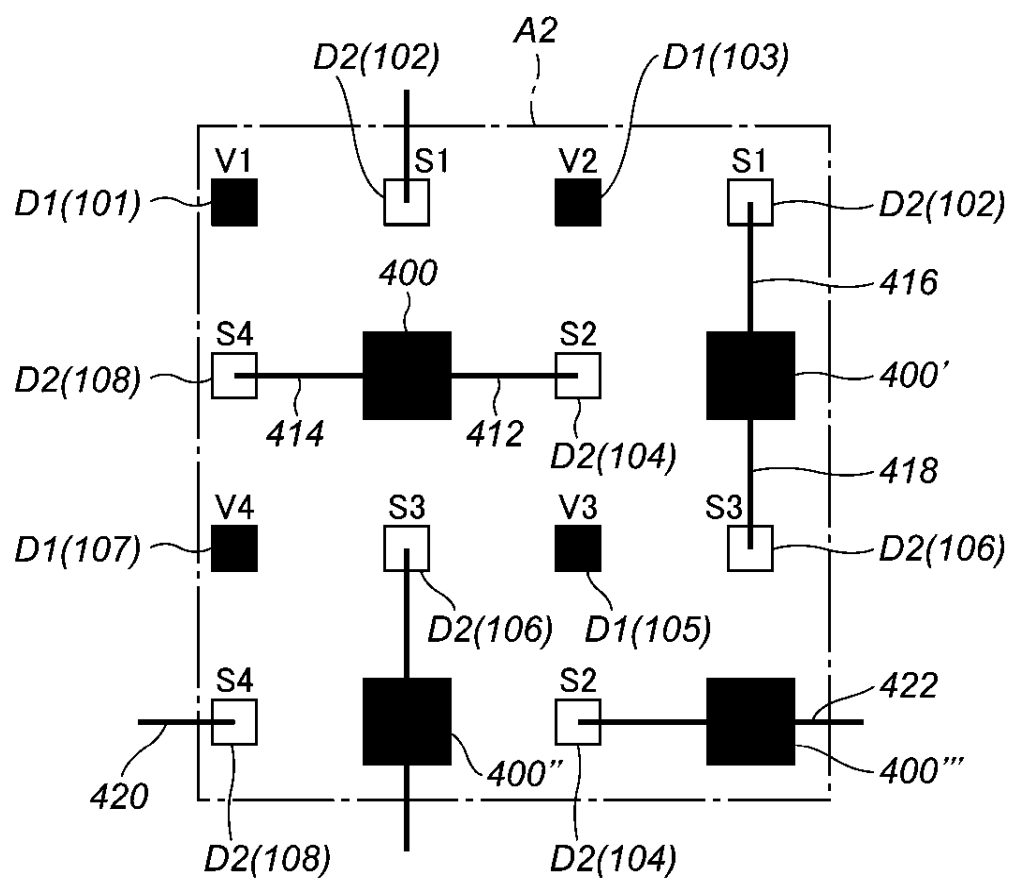 A2
D2(102)
D1(103)
V1
S1
V2
S1
D1(101)
D2(102)
400
416
S4
S2
D2(108)
400′
414
412
D2(104)
418
V4
S3
V3
S3
D1(107)
D2(106)
D2(106)
D1(105)
S4
S2
422
420
400″
400‴
D2(108)
D2(104)